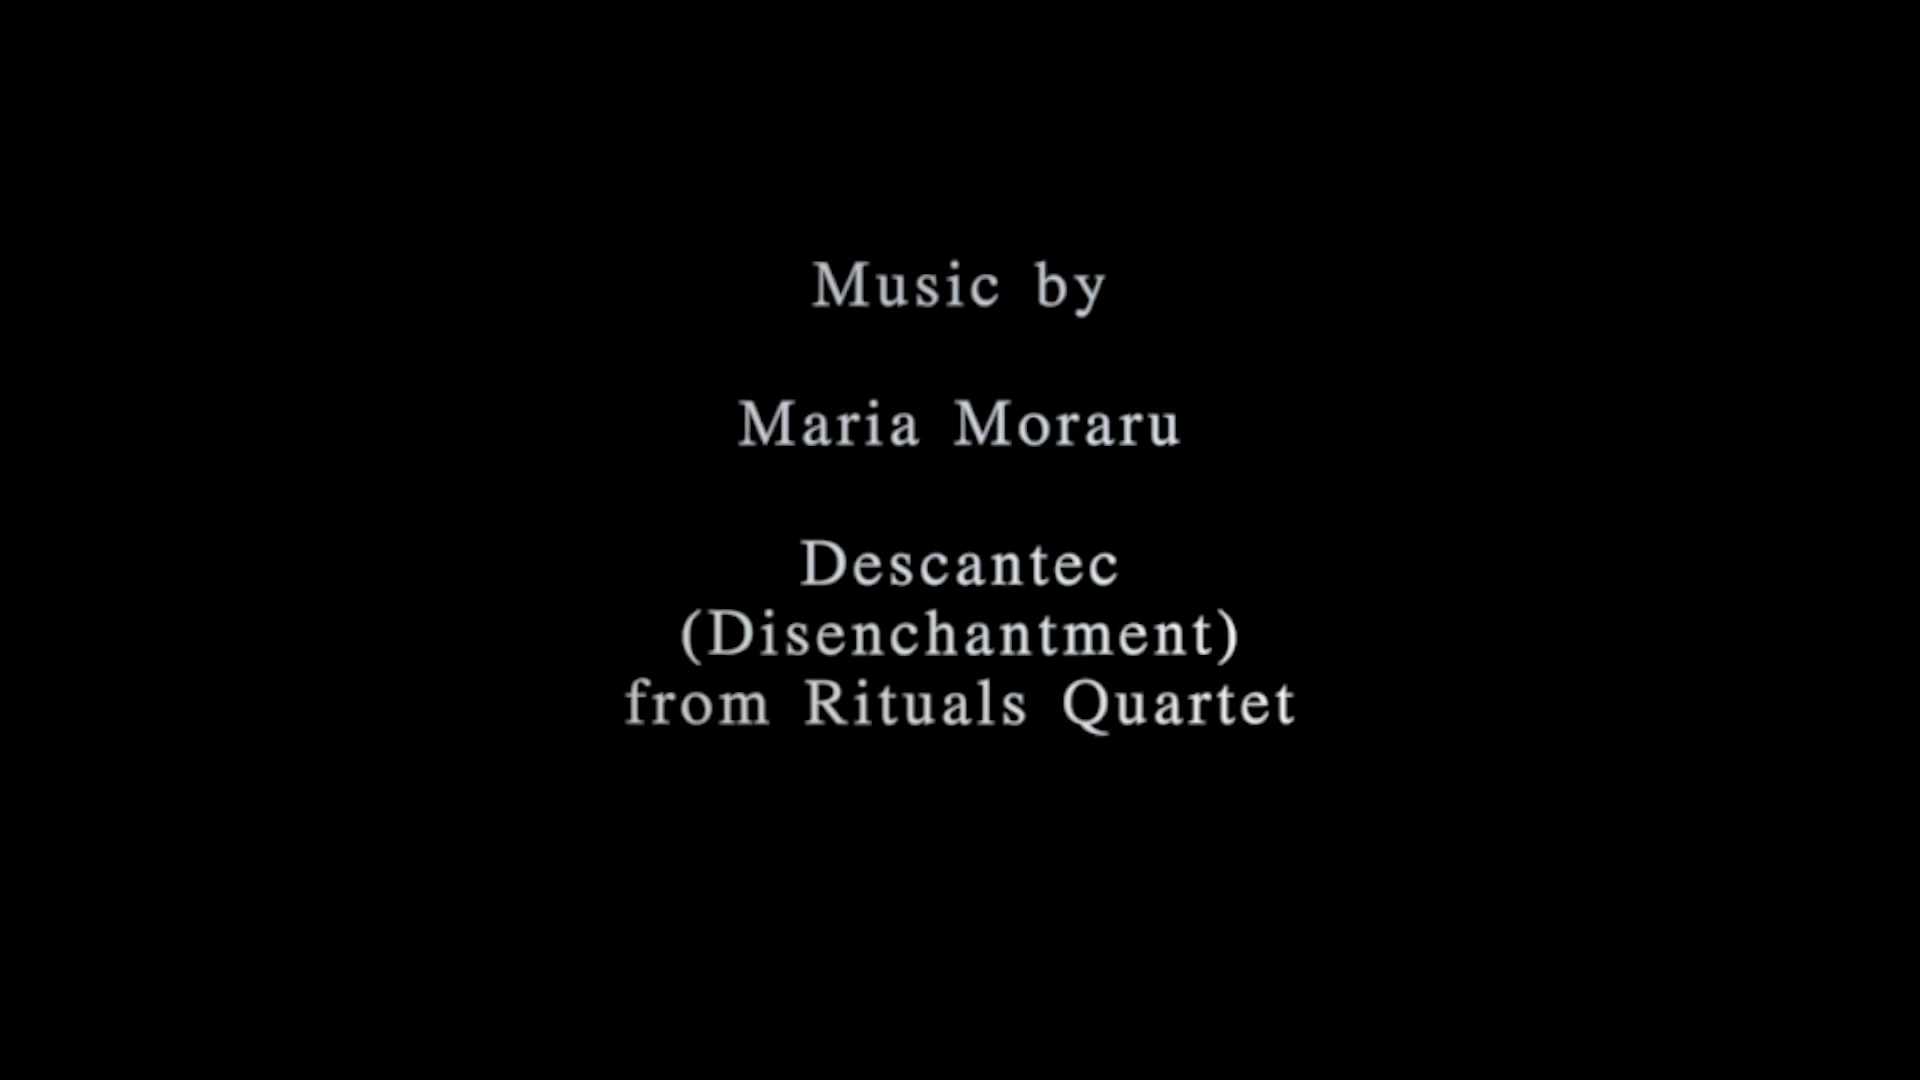 Music by
Maria Moraru
Descantec
(Disenchantment)
from Rituals Quartet